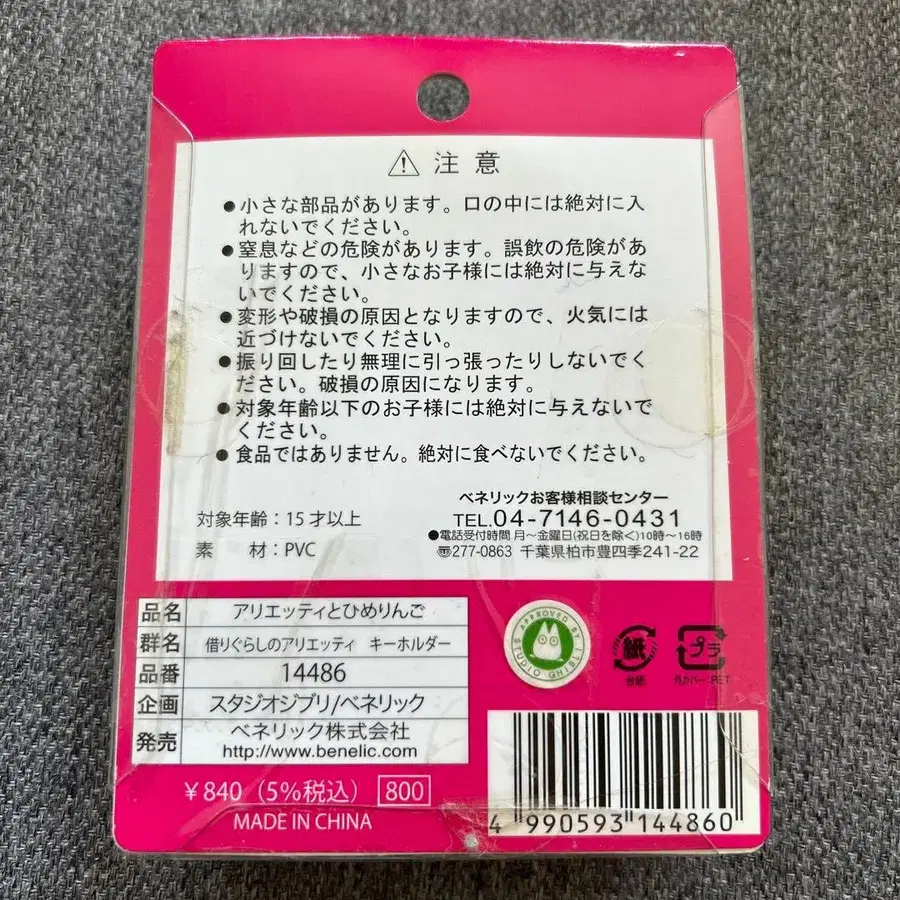 ⚠ 注意
●小さな部品があります。口の中には絶対に入
れないでください。
●窒息などの危険があります。誤飲の危険があ
りますので、小さなお子様には絶対に与えな
いでください。
●変形や破損の原因となりますので、火気には
近づけないでください。
●振り回したり無理に引っ張ったりしないでく
ださい。破損の原因になります。
●対象年齢以下のお子様には絶対に与えないで
ください。
●食品ではありません。絶対に食べないでください。
対象年齢：15才以上
素　材：PVC
ベネリックお客様相談センター
TEL.04-7146-0431
●電話受付時間 月～金曜日(祝日を除く)10時～16時
〠277-0863 千葉県柏市豊四季241-22
品名 アリエッティとひめりんご
群名 借りぐらしのアリエッティ キーホルダー
品番 14486
企画 スタジオジブリ/ベネリック
発売 ベネリック株式会社
http://www.benelic.com
APPROVED BY STUDIO GHIBLI
紙
台紙
プラ
外カバー:PET
￥840（5％税込） 800
MADE IN CHINA
4 990593 144860